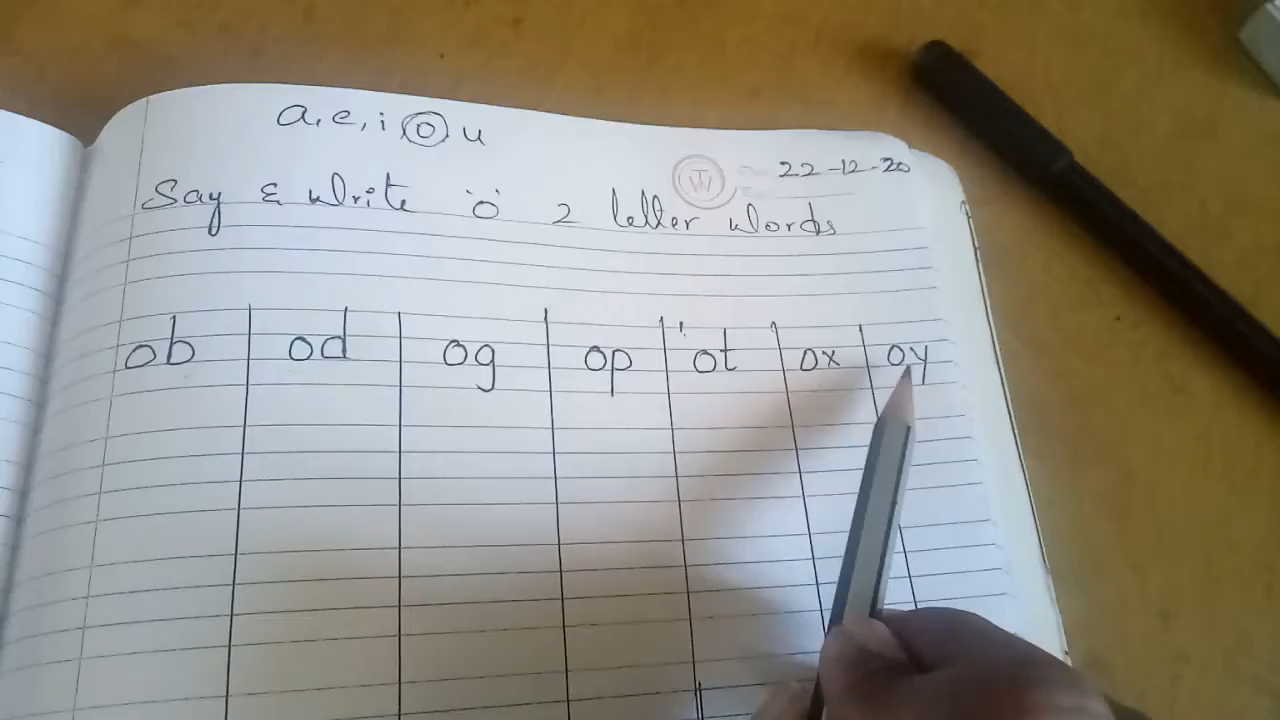 a, e, i o u
22-12-20
Say & Write 'o' 2 letter words
ob od og op ot ox oy